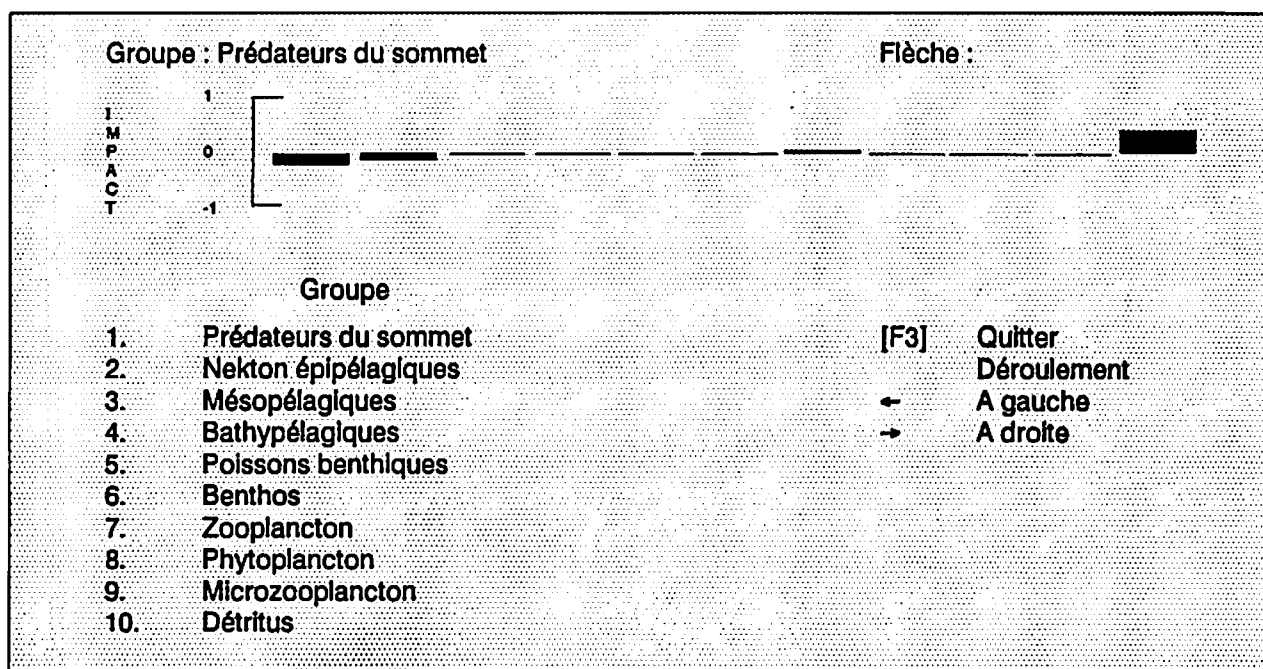 Groupe : Prédateurs du sommet Flèche :
1
0
-1
IMPACT
Groupe
1. Prédateurs du sommet [F3] Quitter
2. Nekton épipélagiques Déroulement
3. Mésopélagiques ← A gauche
4. Bathypélagiques → A droite
5. Poissons benthiques
6. Benthos
7. Zooplancton
8. Phytoplancton
9. Microzooplancton
10. Détritus